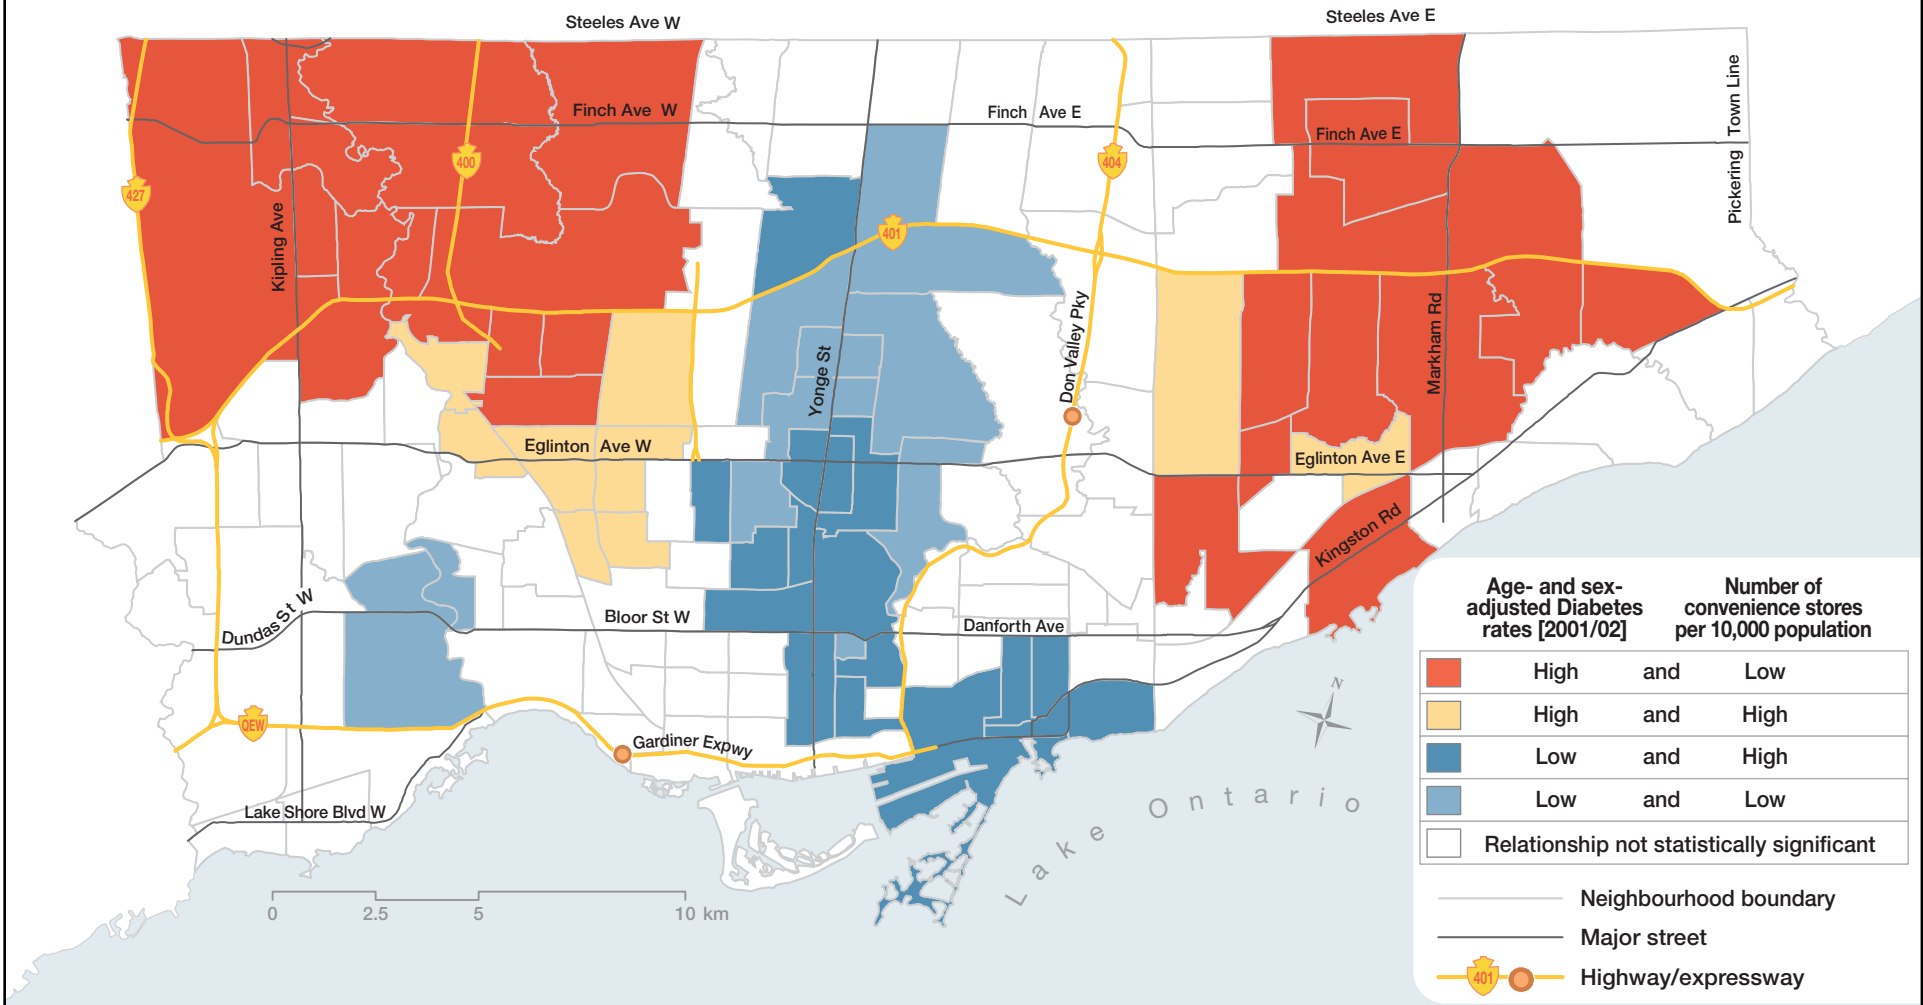 Steeles Ave W
Steeles Ave E
Finch Ave W
Finch Ave E
Finch Ave E
Pickering Town Line
427
400
404
401
Kipling Ave
Yonge St
Don Valley Pky
Markham Rd
Eglinton Ave W
Eglinton Ave E
Kingston Rd
Dundas St W
Bloor St W
Danforth Ave
QEW
Gardiner Expwy
Lake Shore Blvd W
Lake Ontario
N
0 2.5 5 10 km
Age- and sex-
adjusted Diabetes
rates [2001/02]
Number of
convenience stores
per 10,000 population
High and Low
High and High
Low and High
Low and Low
Relationship not statistically significant
Neighbourhood boundary
Major street
401 Highway/expressway